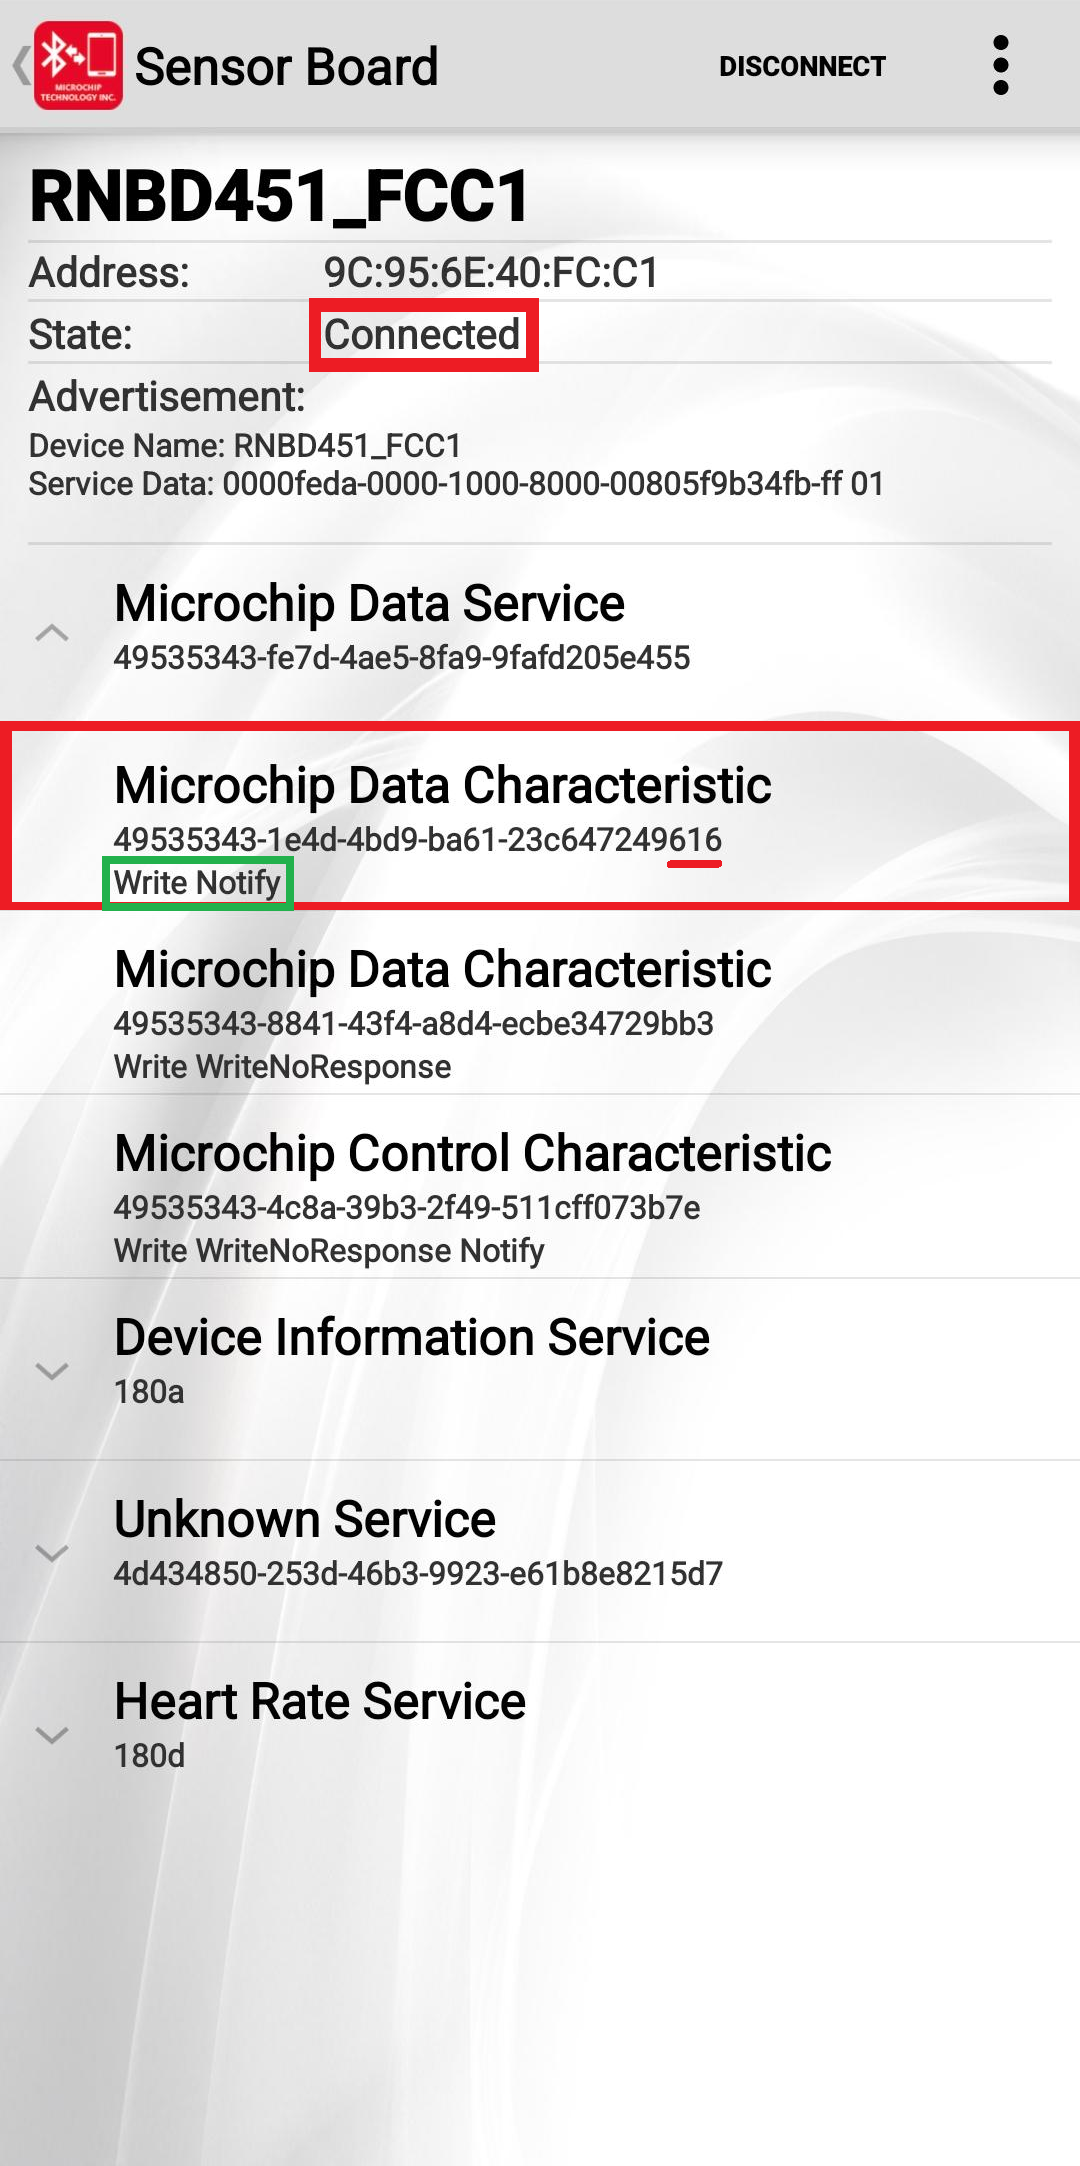 MICROCHIP
TECHNOLOGY INC.
Sensor Board
DISCONNECT
RNBD451_FCC1
Address: 9C:95:6E:40:FC:C1
State: Connected
Advertisement:
Device Name: RNBD451_FCC1
Service Data: 0000feda-0000-1000-8000-00805f9b34fb-ff 01
Microchip Data Service
49535343-fe7d-4ae5-8fa9-9fafd205e455
Microchip Data Characteristic
49535343-1e4d-4bd9-ba61-23c647249616
Write Notify
Microchip Data Characteristic
49535343-8841-43f4-a8d4-ecbe34729bb3
Write WriteNoResponse
Microchip Control Characteristic
49535343-4c8a-39b3-2f49-511cff073b7e
Write WriteNoResponse Notify
Device Information Service
180a
Unknown Service
4d434850-253d-46b3-9923-e61b8e8215d7
Heart Rate Service
180d